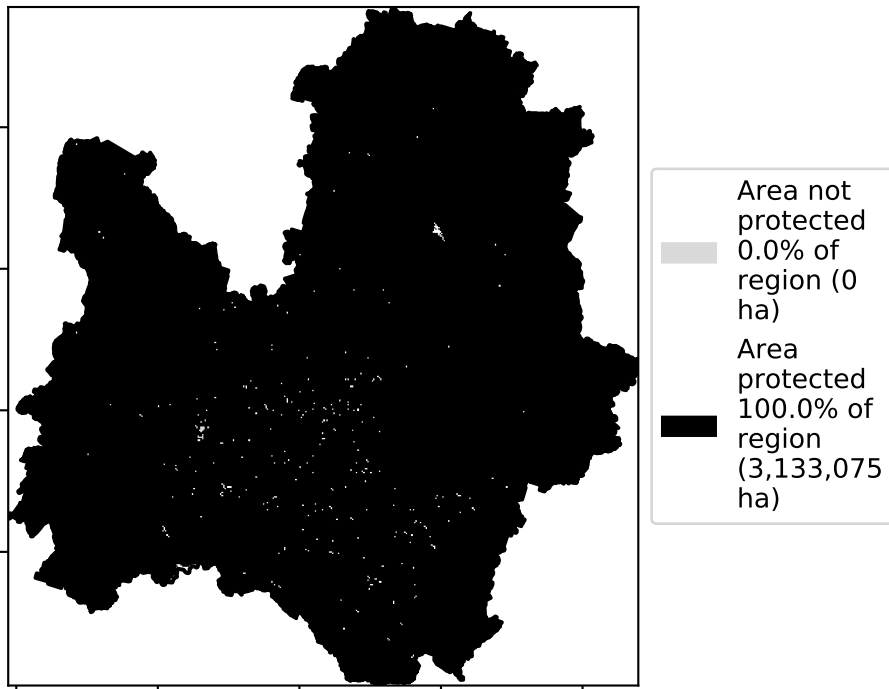 Area not
protected
0.0% of
region (0
ha)
Area
protected
100.0% of
region
(3,133,075
ha)